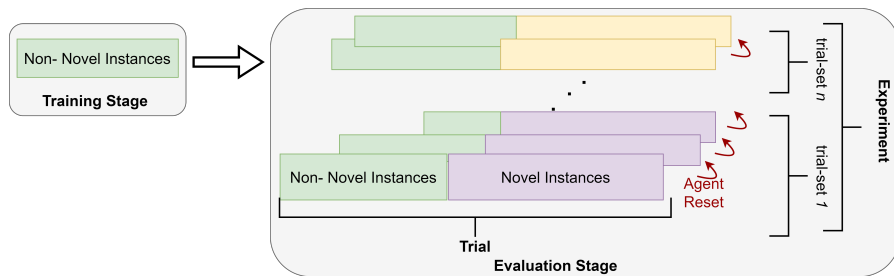 Non- Novel Instances
Training Stage
trial-set n
Experiment
trial-set 1
Non- Novel Instances
Novel Instances
Agent
Reset
Trial
Evaluation Stage